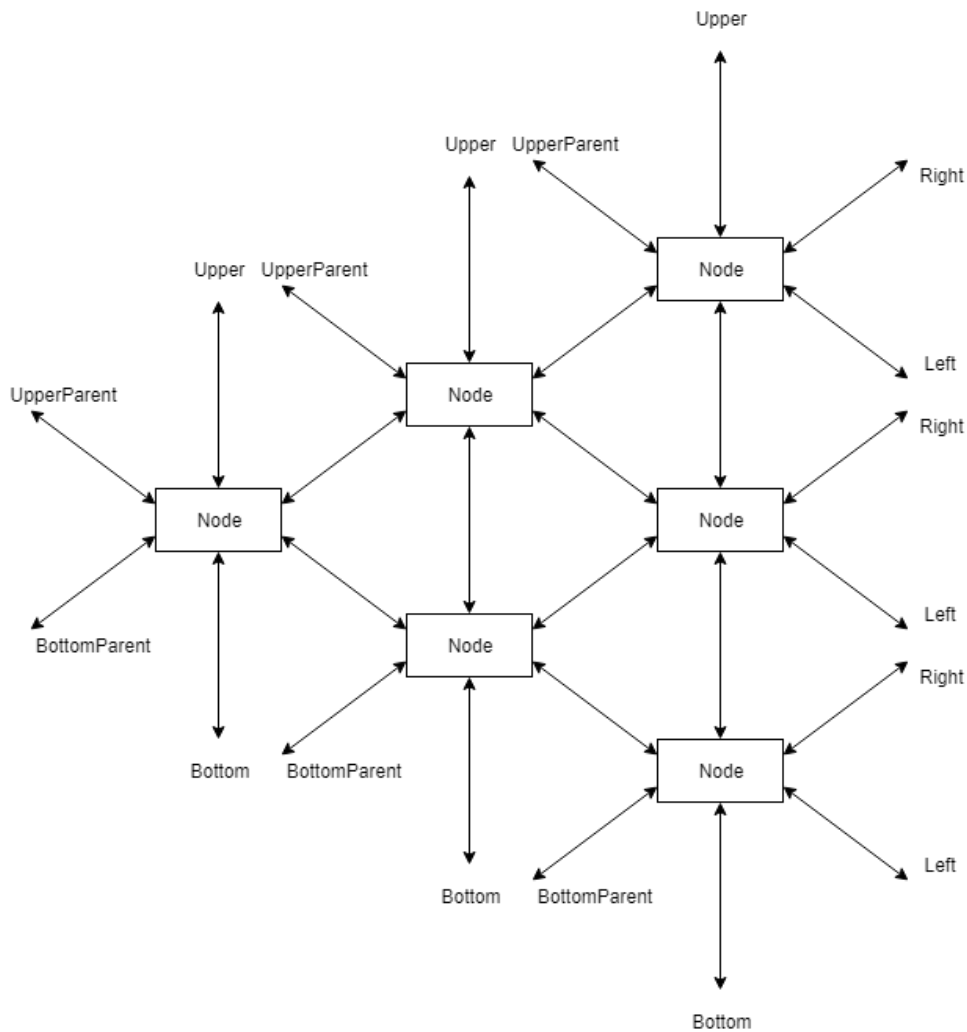 Upper
Upper
UpperParent
Right
Node
Upper
UpperParent
Left
Node
UpperParent
Right
Node
Node
Left
BottomParent
Node
Right
Bottom
BottomParent
Node
Left
Bottom
BottomParent
Bottom